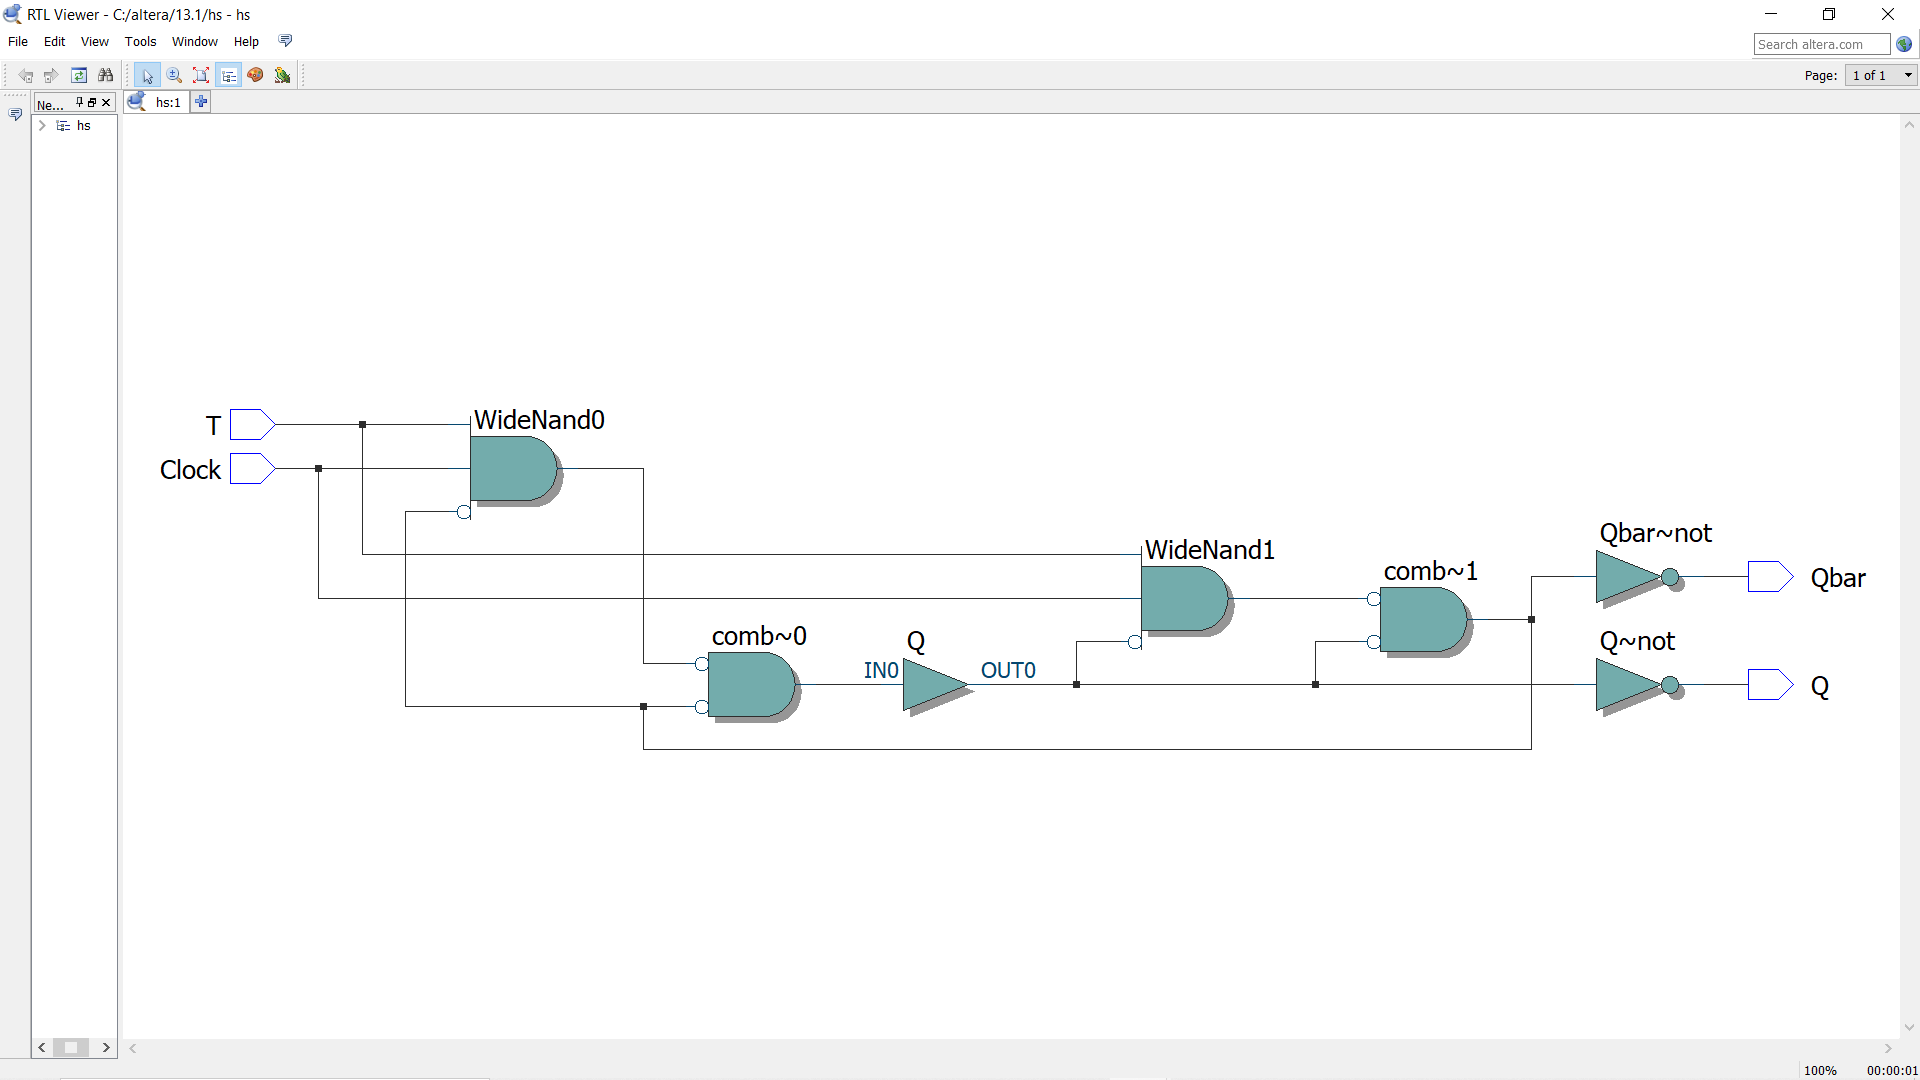 RTL Viewer - C:/altera/13.1/hs - hs
File Edit View Tools Window Help
Search altera.com
Page: 1 of 1
Ne...
hs:1
hs
T
Clock
WideNand0
WideNand1
comb~0
IN0
Q
OUT0
comb~1
Qbar~not
Qbar
Q~not
Q
100% 00:00:01